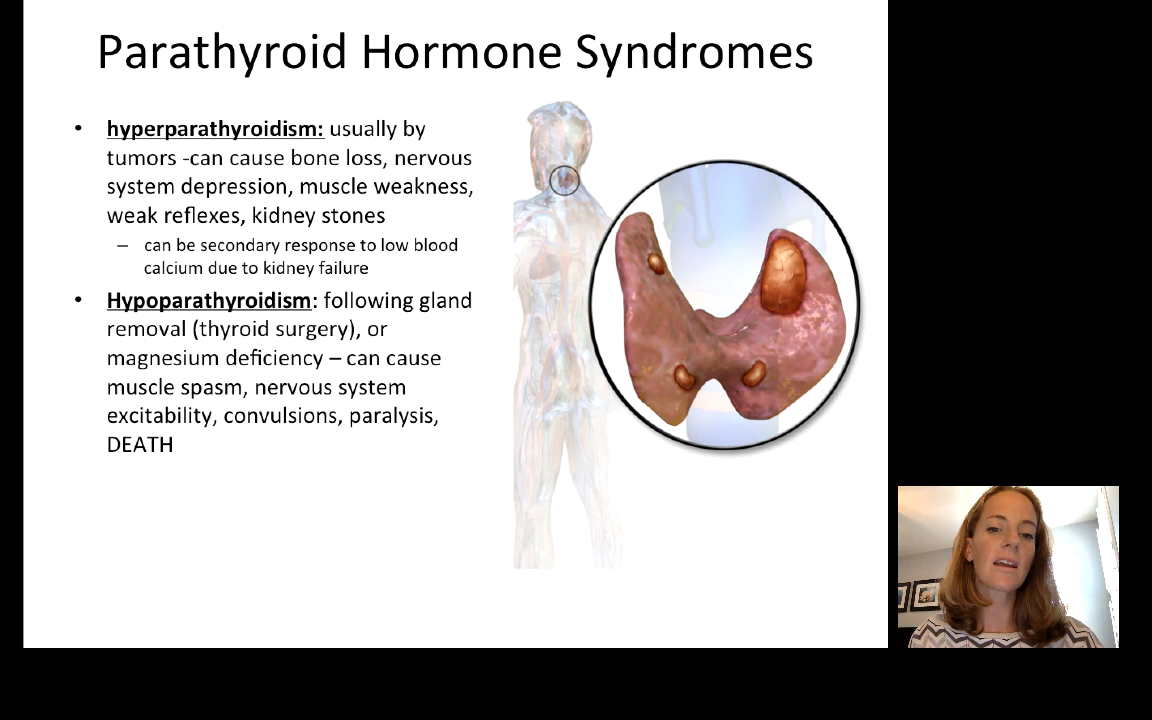 Parathyroid Hormone Syndromes
• hyperparathyroidism: usually by
tumors -can cause bone loss, nervous
system depression, muscle weakness,
weak reflexes, kidney stones
– can be secondary response to low blood
calcium due to kidney failure
• Hypoparathyroidism: following gland
removal (thyroid surgery), or
magnesium deficiency – can cause
muscle spasm, nervous system
excitability, convulsions, paralysis,
DEATH